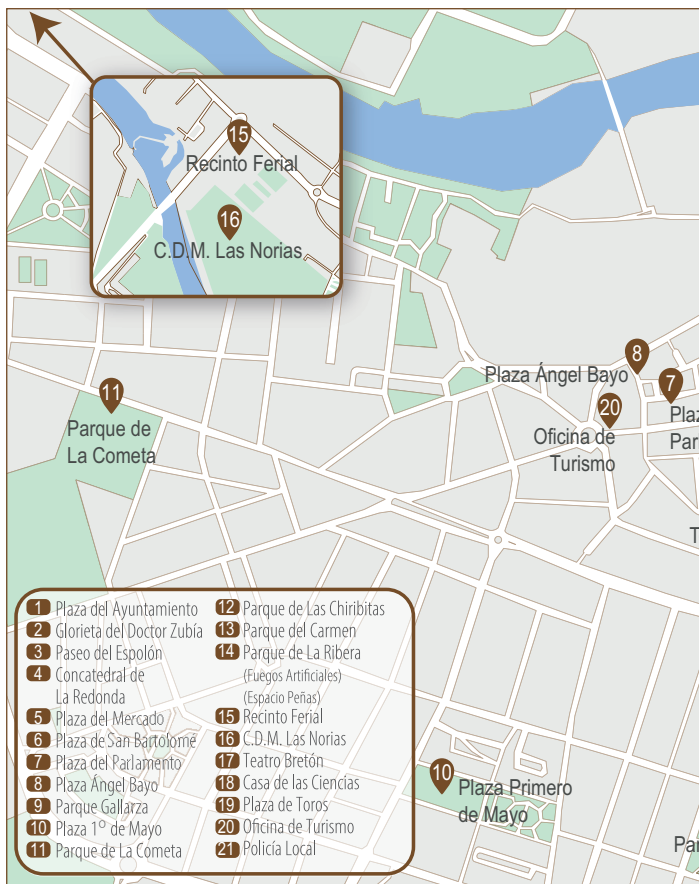 15
Recinto Ferial
16
C.D.M. Las Norias
8
Plaza Ángel Bayo
7
Plaz
Par
20
Oficina de
Turismo
11
Parque de
La Cometa
T
1 Plaza del Ayuntamiento
2 Glorieta del Doctor Zubía
3 Paseo del Espolón
4 Concatedral de
La Redonda
5 Plaza del Mercado
6 Plaza de San Bartolomé
7 Plaza del Parlamento
8 Plaza Ángel Bayo
9 Parque Gallarza
10 Plaza 1º de Mayo
11 Parque de La Cometa
12 Parque de Las Chiribitas
13 Parque del Carmen
14 Parque de La Ribera
(Fuegos Artificiales)
(Espacio Peñas)
15 Recinto Ferial
16 C.D.M. Las Norias
17 Teatro Bretón
18 Casa de las Ciencias
19 Plaza de Toros
20 Oficina de Turismo
21 Policía Local
10
Plaza Primero
de Mayo
Par